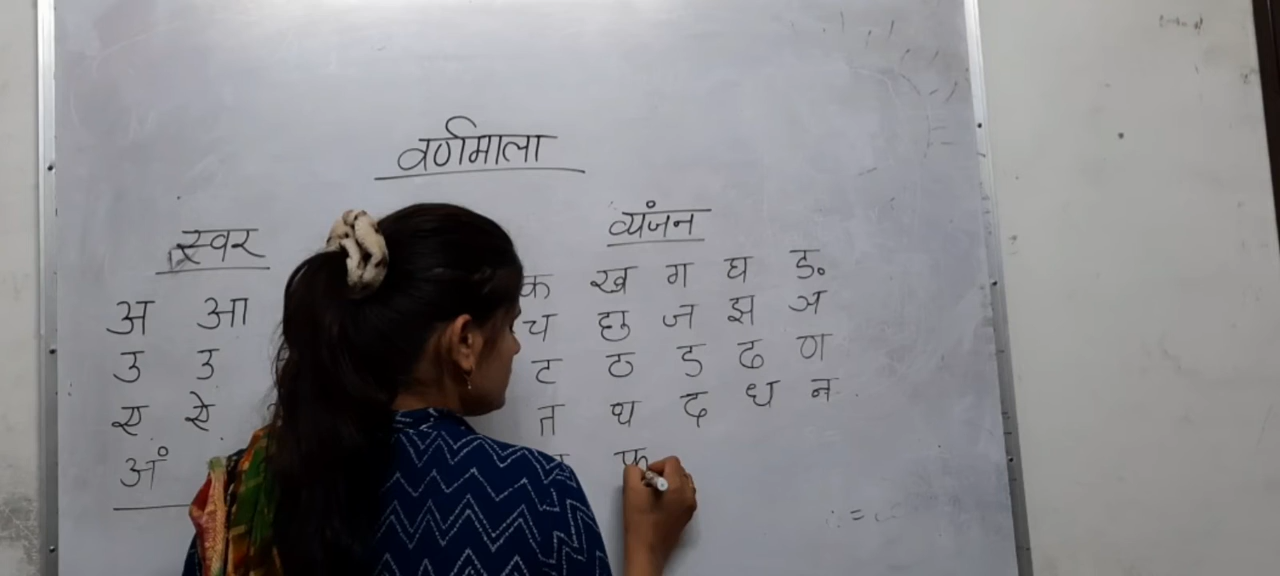 वर्णमाला
स्वर
अ आ
उ उ
ए ऐ
अं
व्यंजन
क ख ग घ ङ
च छ ज झ ञ
ट ठ ड ढ ण
त थ द ध न
फ